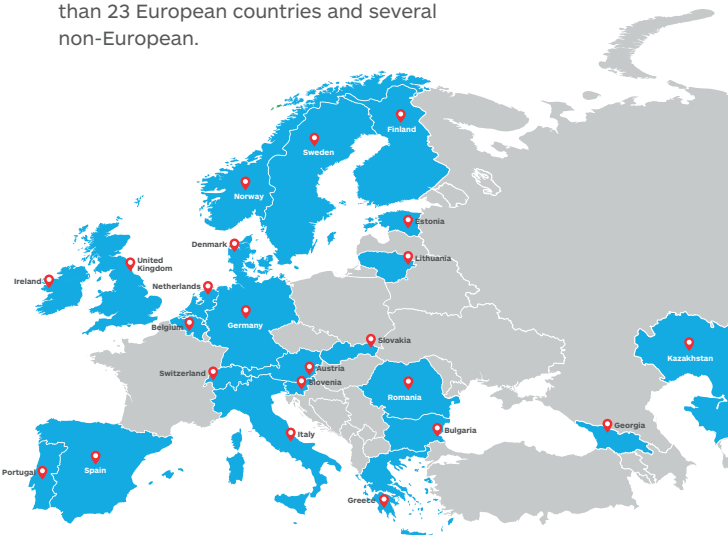 than 23 European countries and several
non-European.
Finland
Sweden
Norway
Estonia
Denmark
Lithuania
United
Kingdom
Ireland
Netherlands
Germany
Belgium
Slovakia
Kazakhstan
Austria
Switzerland
Slovenia
Romania
Georgia
Bulgaria
Italy
Spain
Portugal
Greece